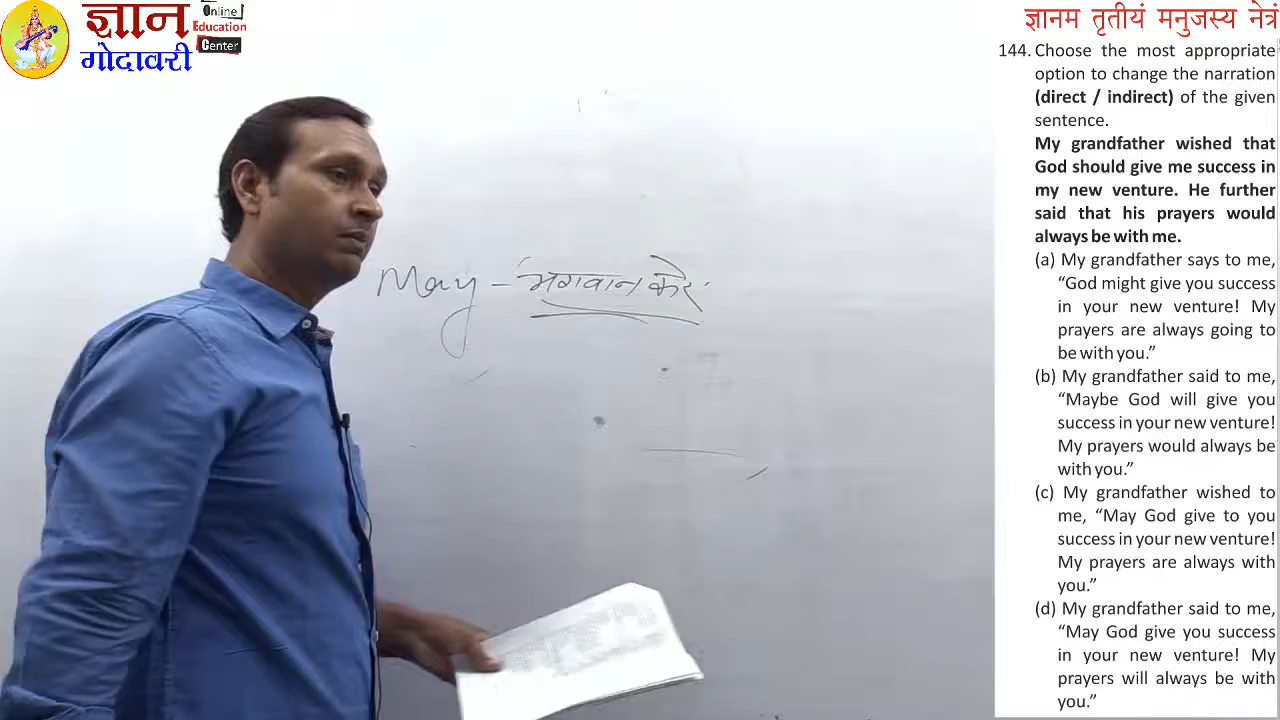 ज्ञान
Online
Education
Center
गोदावरी
ज्ञानम तृतीयं मनुजस्य नेत्रं
May - भगवान करे
144. Choose the most appropriate
option to change the narration
(direct / indirect) of the given
sentence.
My grandfather wished that
God should give me success in
my new venture. He further
said that his prayers would
always be with me.
(a) My grandfather says to me,
“God might give you success
in your new venture! My
prayers are always going to
be with you.”
(b) My grandfather said to me,
“Maybe God will give you
success in your new venture!
My prayers would always be
with you.”
(c) My grandfather wished to
me, “May God give to you
success in your new venture!
My prayers are always with
you.”
(d) My grandfather said to me,
“May God give you success
in your new venture! My
prayers will always be with
you.”